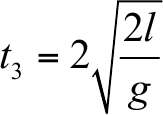 t₃ = 2√(2l/g)